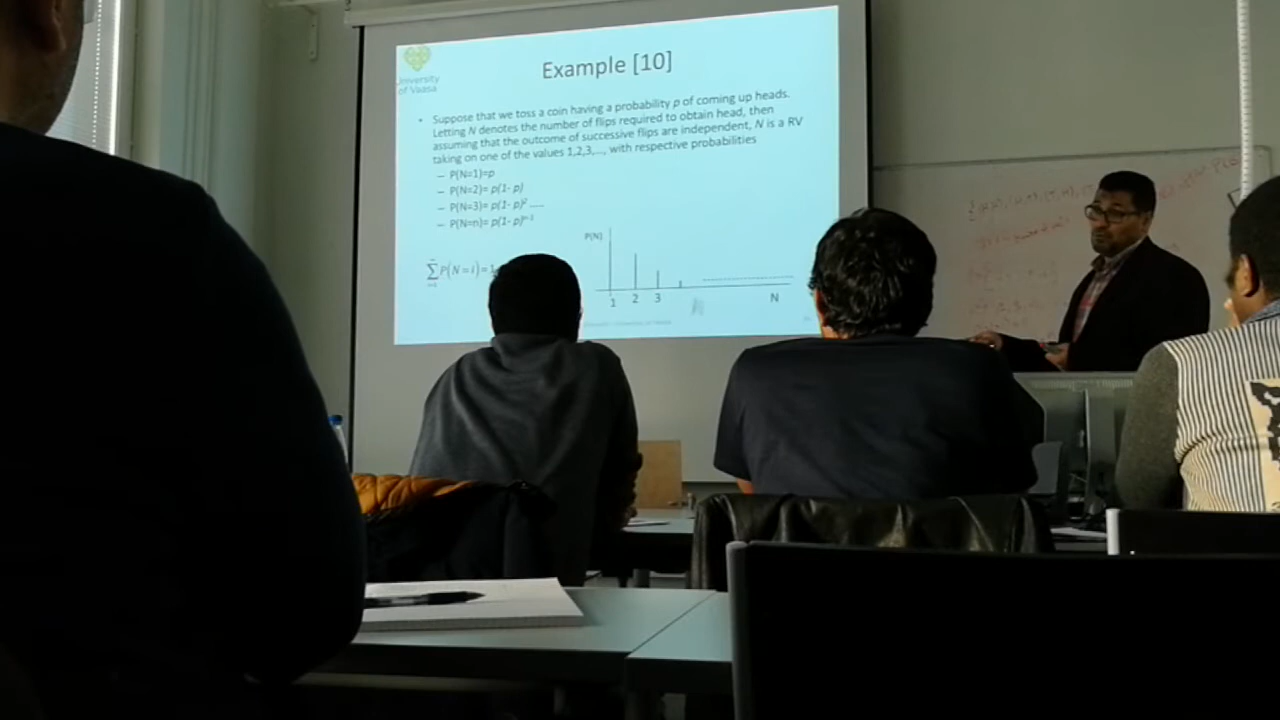 University
of Vaasa
Example [10]
• Suppose that we toss a coin having a probability p of coming up heads.
Letting N denotes the number of flips required to obtain head, then
assuming that the outcome of successive flips are independent, N is a RV
taking on one of the values 1,2,3,..., with respective probabilities
– P(N=1)=p
– P(N=2)= p(1- p)
– P(N=3)= p(1- p)² .....
– P(N=n)= p(1- p)ⁿ⁻¹
P(N)
∑P(N=i)=1
1 2 3 N